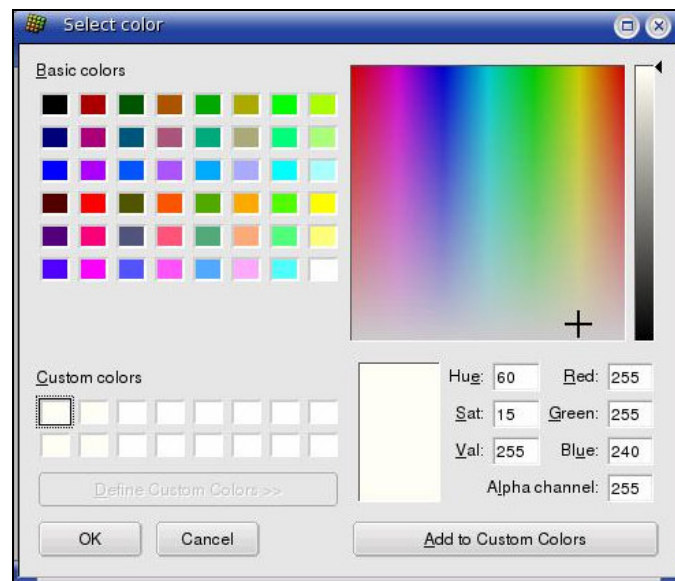 Select color
Basic colors
Custom colors
Define Custom Colors >>
OK Cancel
Hue: 60 Red: 255
Sat: 15 Green: 255
Val: 255 Blue: 240
Alpha channel: 255
Add to Custom Colors